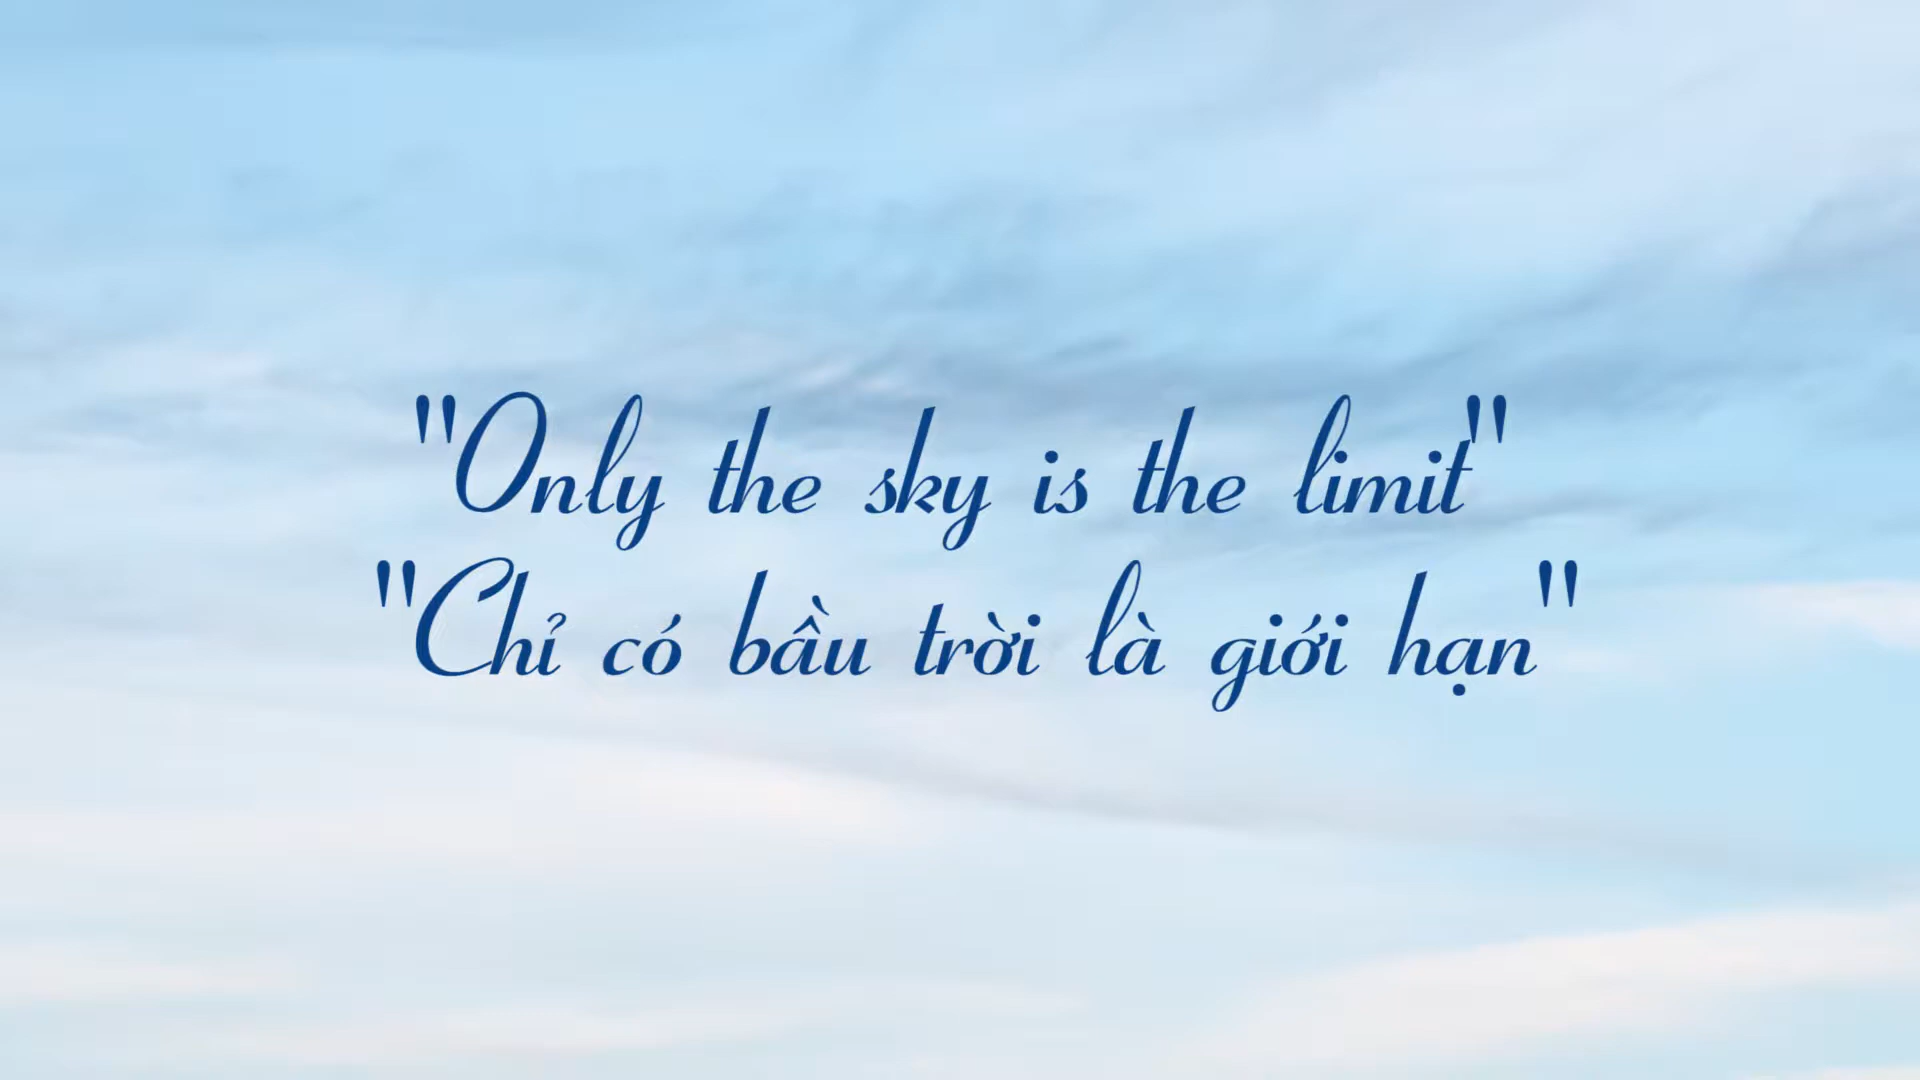 "Only the sky is the limit"
"Chỉ có bầu trời là giới hạn"